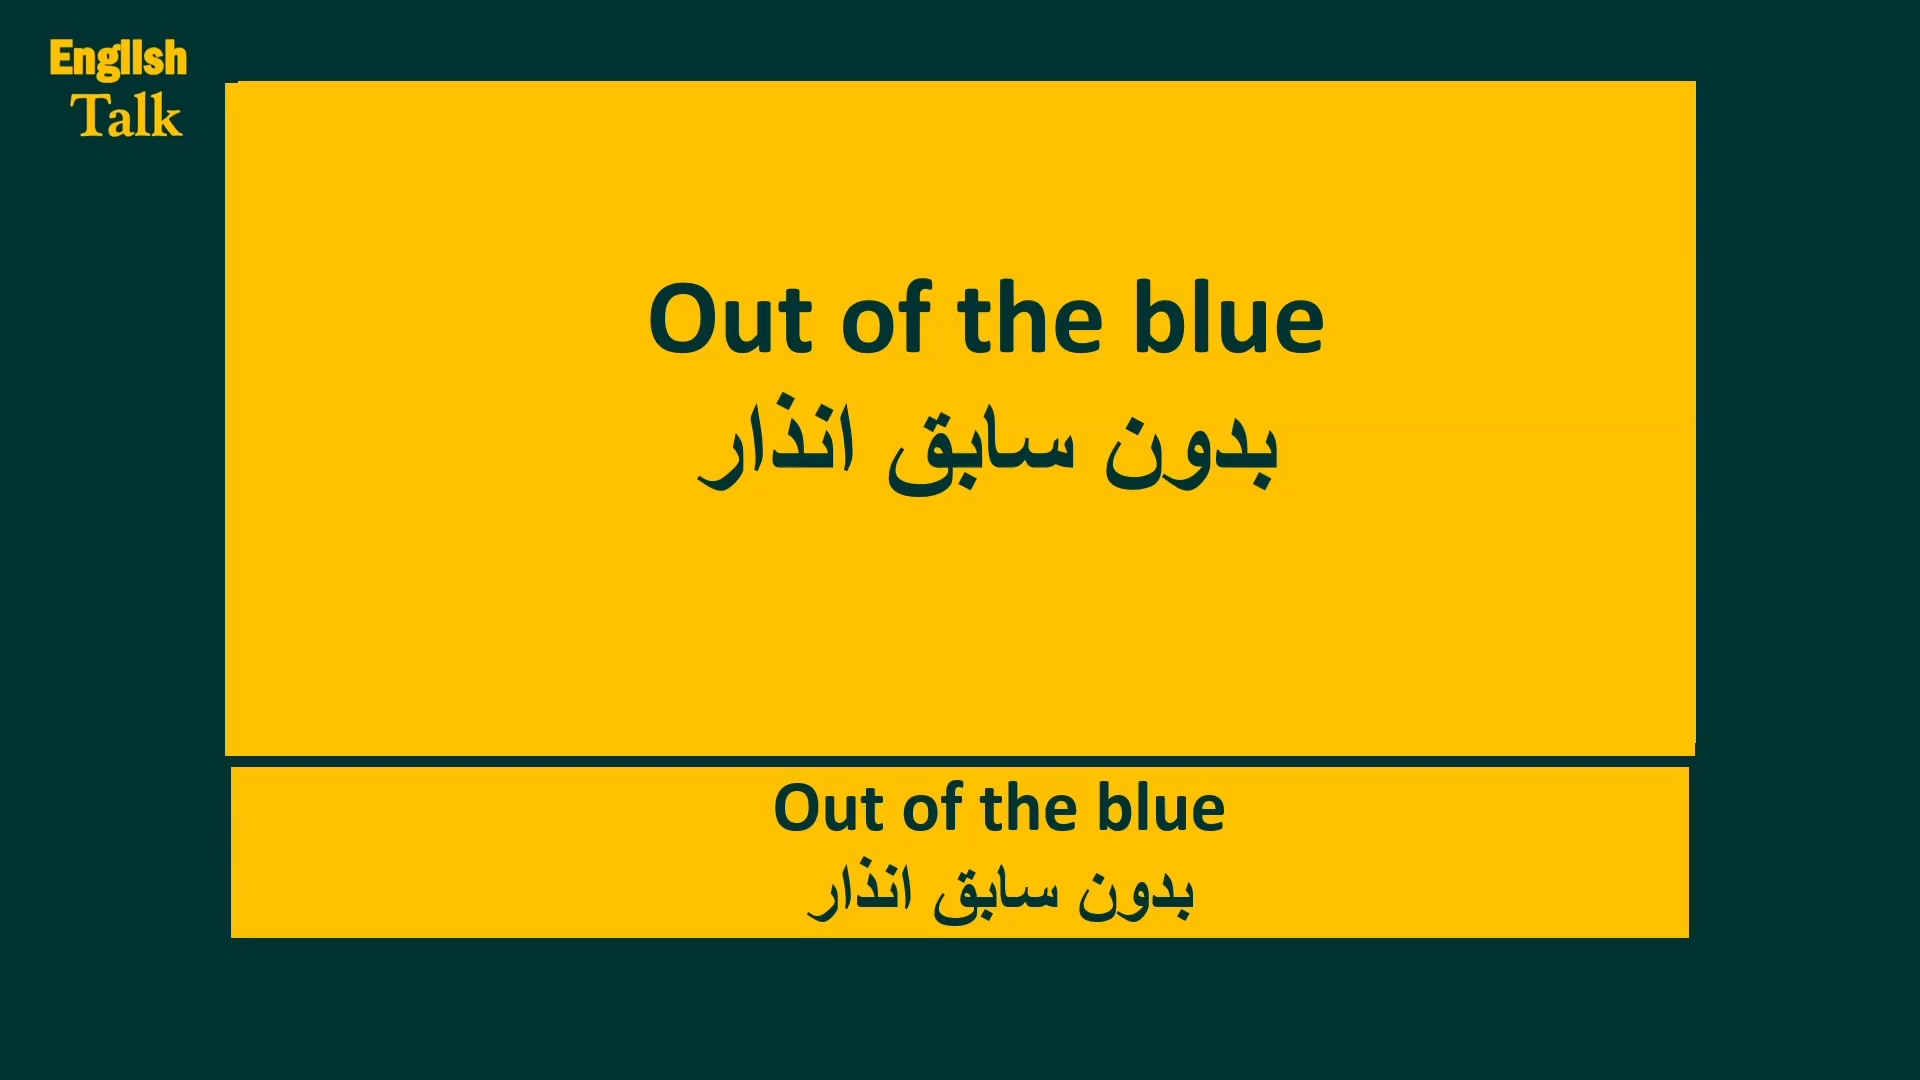 English
Talk
Out of the blue
بدون سابق انذار
Out of the blue
بدون سابق انذار